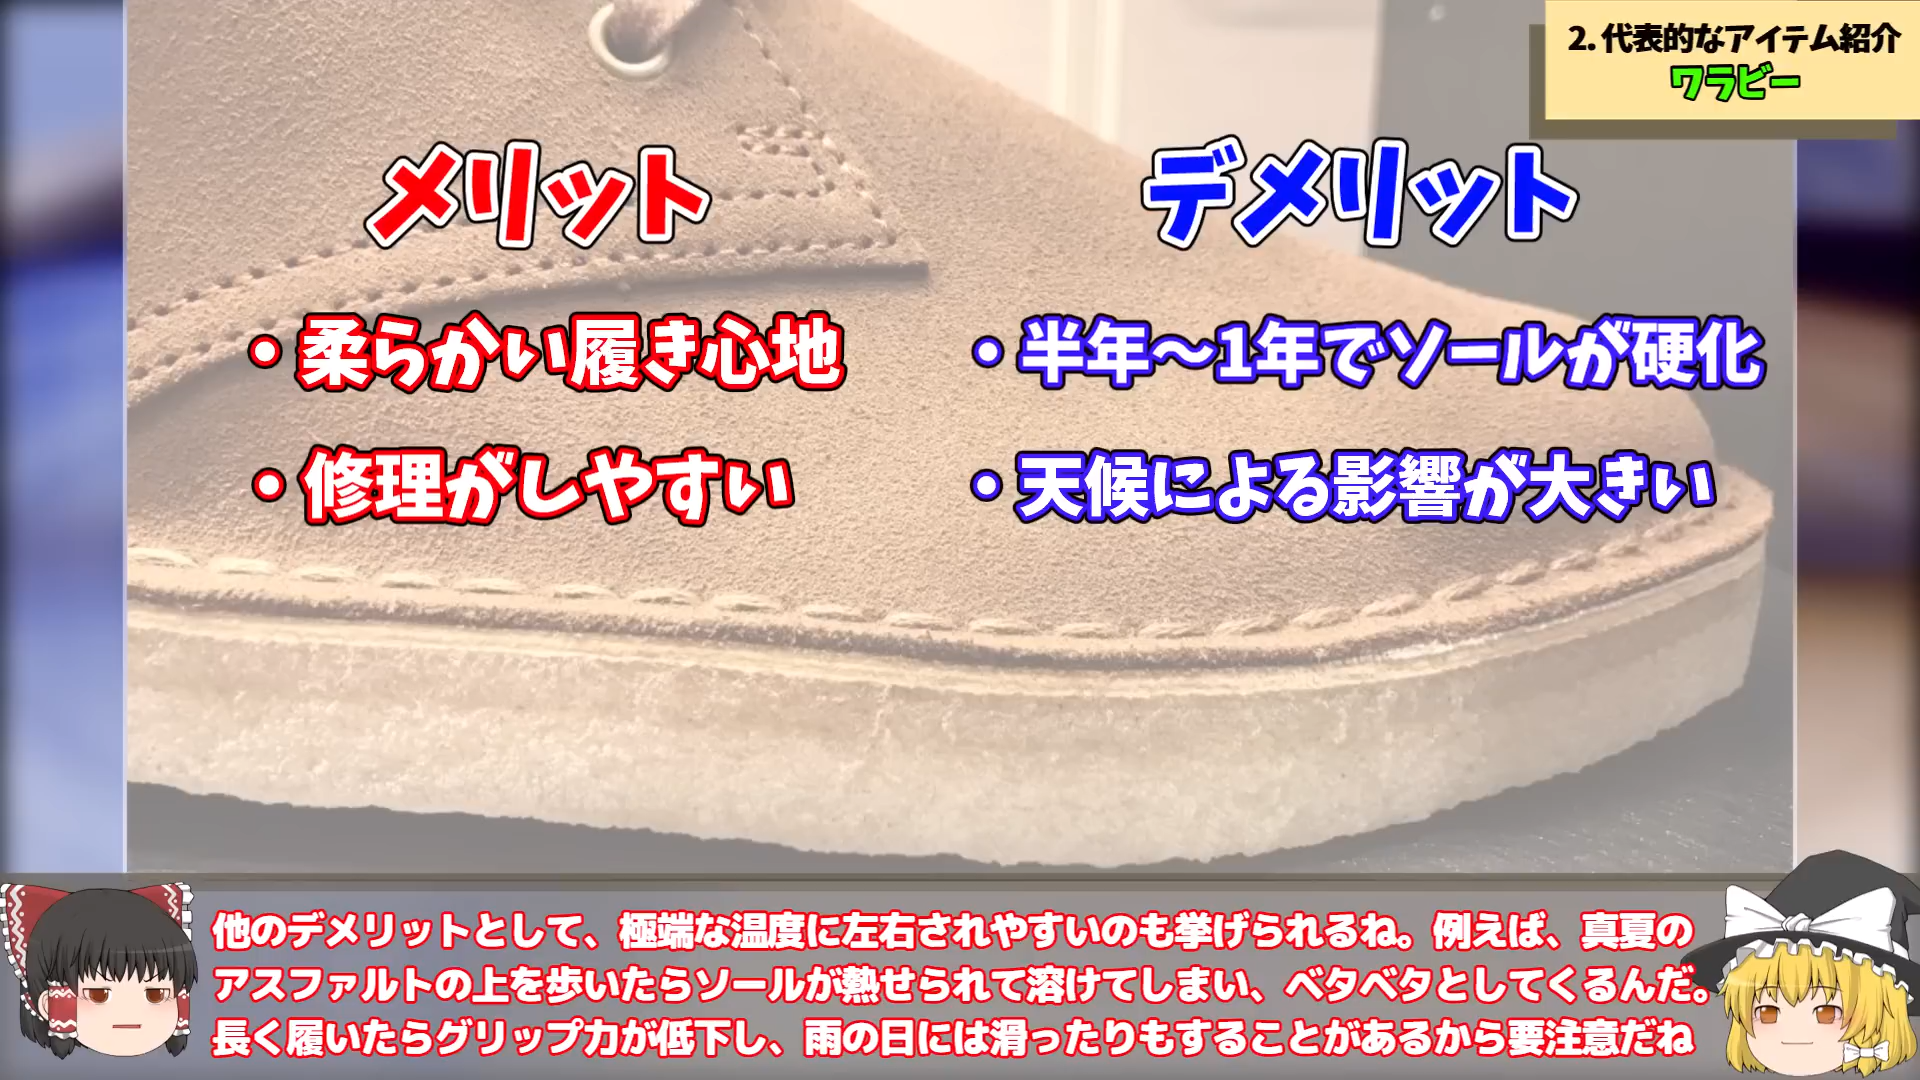 2. 代表的なアイテム紹介
ワラビー
メリット
デメリット
・柔らかい履き心地
・半年～1年でソールが硬化
・修理がしやすい
・天候による影響が大きい
他のデメリットとして、極端な温度に左右されやすいのも挙げられるね。例えば、真夏の
アスファルトの上を歩いたらソールが熱せられて溶けてしまい、ベタベタとしてくるんだ。
長く履いたらグリップ力が低下し、雨の日には滑ったりもすることがあるから要注意だね